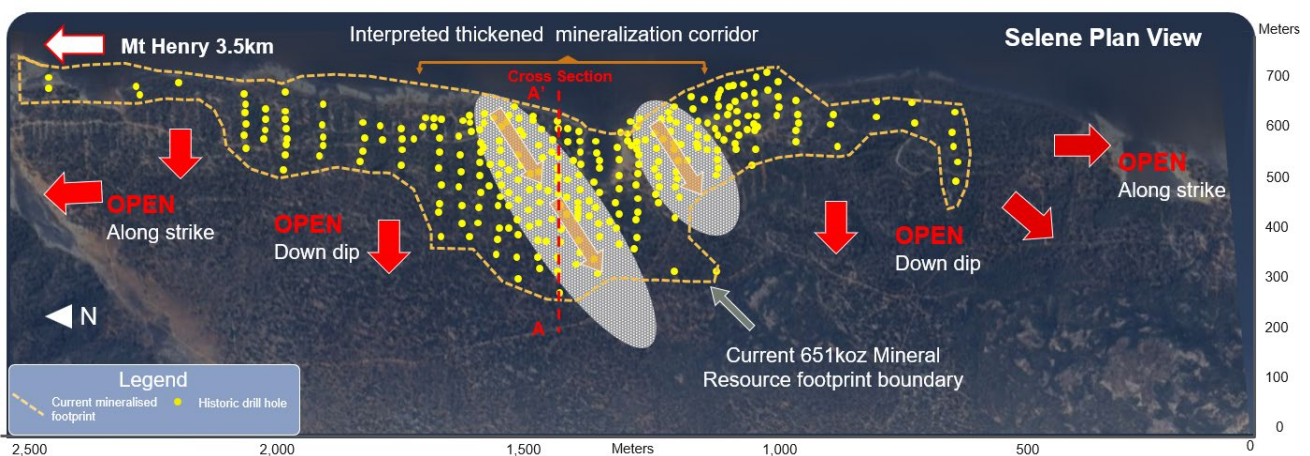 Mt Henry 3.5km
Interpreted thickened mineralization corridor
Selene Plan View
Meters
Cross Section
A'
700
600
500
400
300
200
100
0
OPEN
Along strike
OPEN
Down dip
OPEN
Down dip
OPEN
Along strike
N
A
Current 651koz Mineral
Resource footprint boundary
Legend
Current mineralised
footprint
Historic drill hole
2,500
2,000
1,500
Meters
1,000
500
0